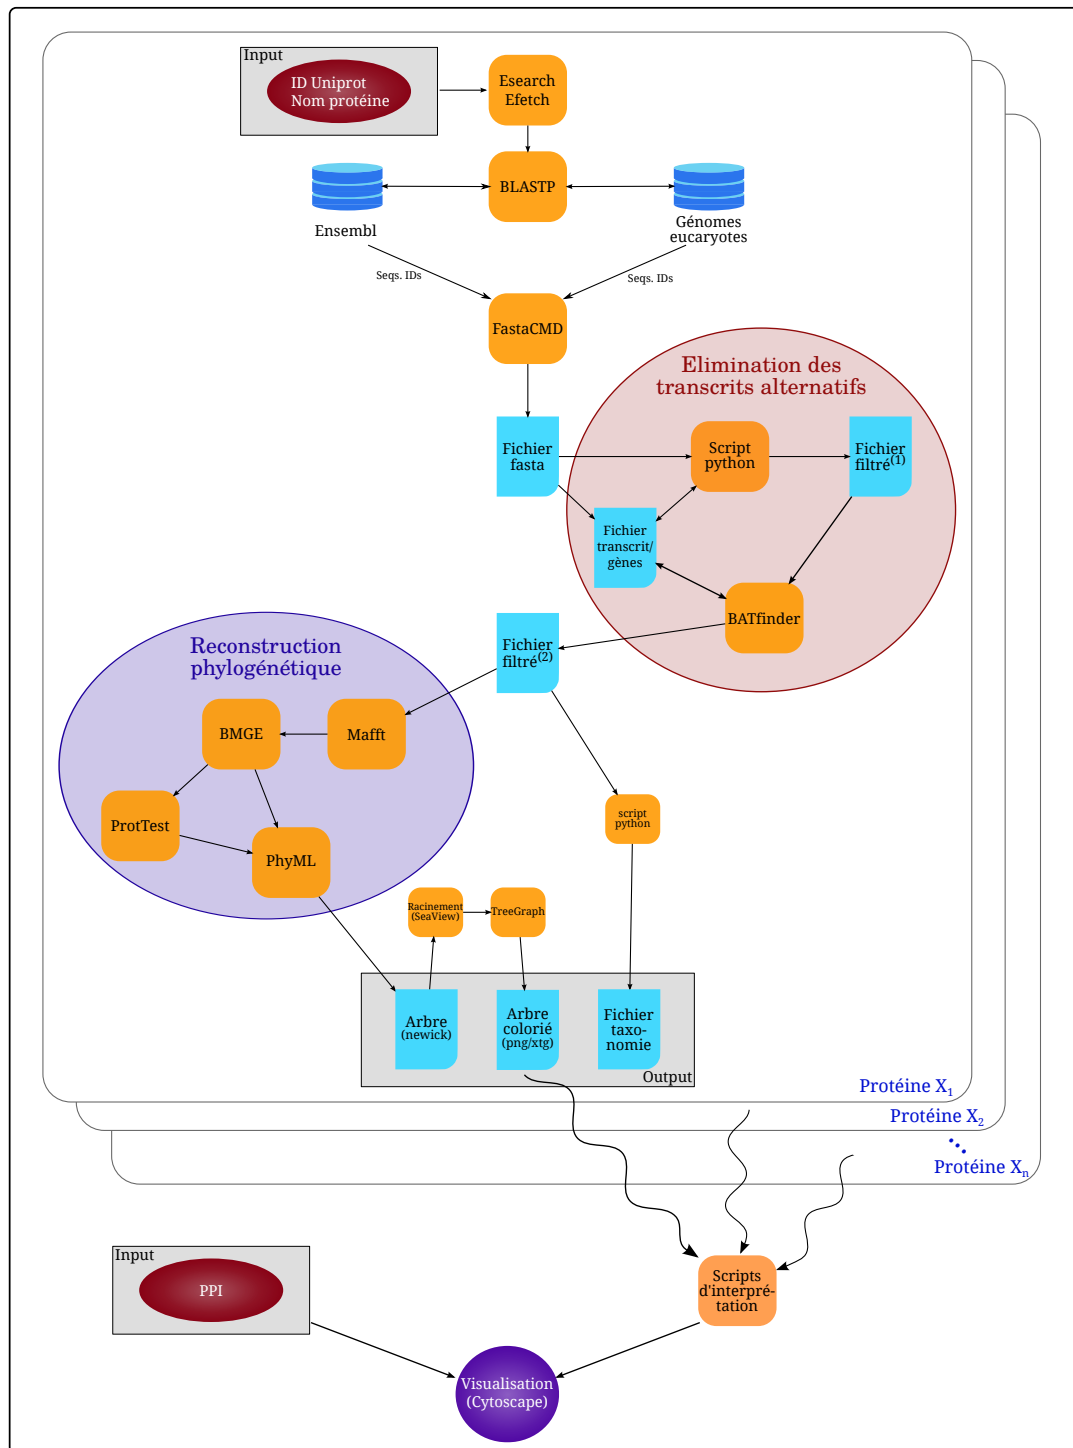 Input
ID Uniprot
Nom protéine
Esearch
Efetch
BLASTP
Ensembl
Génomes
eucaryotes
Seqs. IDs
Seqs. IDs
FastaCMD
Elimination des
transcrits alternatifs
Fichier
fasta
Script
python
Fichier
filtré(1)
Fichier
transcrit/
gènes
BATfinder
Fichier
filtré(2)
Reconstruction
phylogénétique
BMGE
Mafft
ProtTest
PhyML
script
python
Racinement
(SeaView)
TreeGraph
Arbre
(newick)
Arbre
colorié
(png/xtg)
Fichier
taxo-
nomie
Output
Protéine X1
Protéine X2
Protéine Xn
Input
PPI
Scripts
d'interpré-
tation
Visualisation
(Cytoscape)